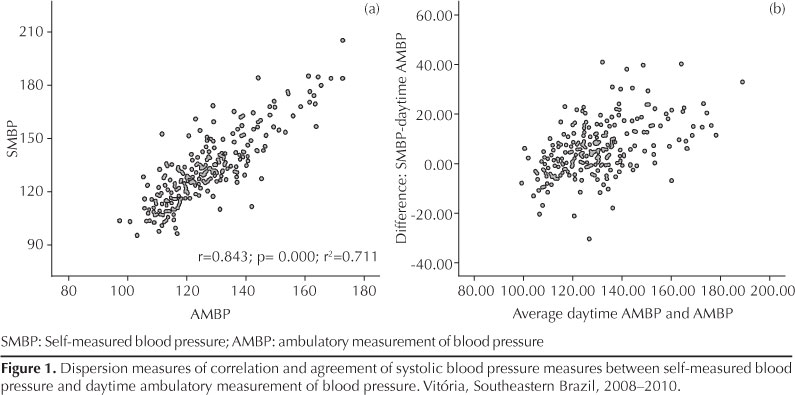 (a)
210
180
150
120
90
SMBP
r=0.843; p= 0.000; r²=0.711
80 100 120 140 160 180
AMBP
(b)
60.00
40.00
20.00
0.00
-20.00
-40.00
Difference: SMBP-daytime AMBP
80.00 100.00 120.00 140.00 160.00 180.00 200.00
Average daytime AMBP and AMBP
SMBP: Self-measured blood pressure; AMBP: ambulatory measurement of blood pressure
Figure 1. Dispersion measures of correlation and agreement of systolic blood pressure measures between self-measured blood
pressure and daytime ambulatory measurement of blood pressure. Vitória, Southeastern Brazil, 2008–2010.